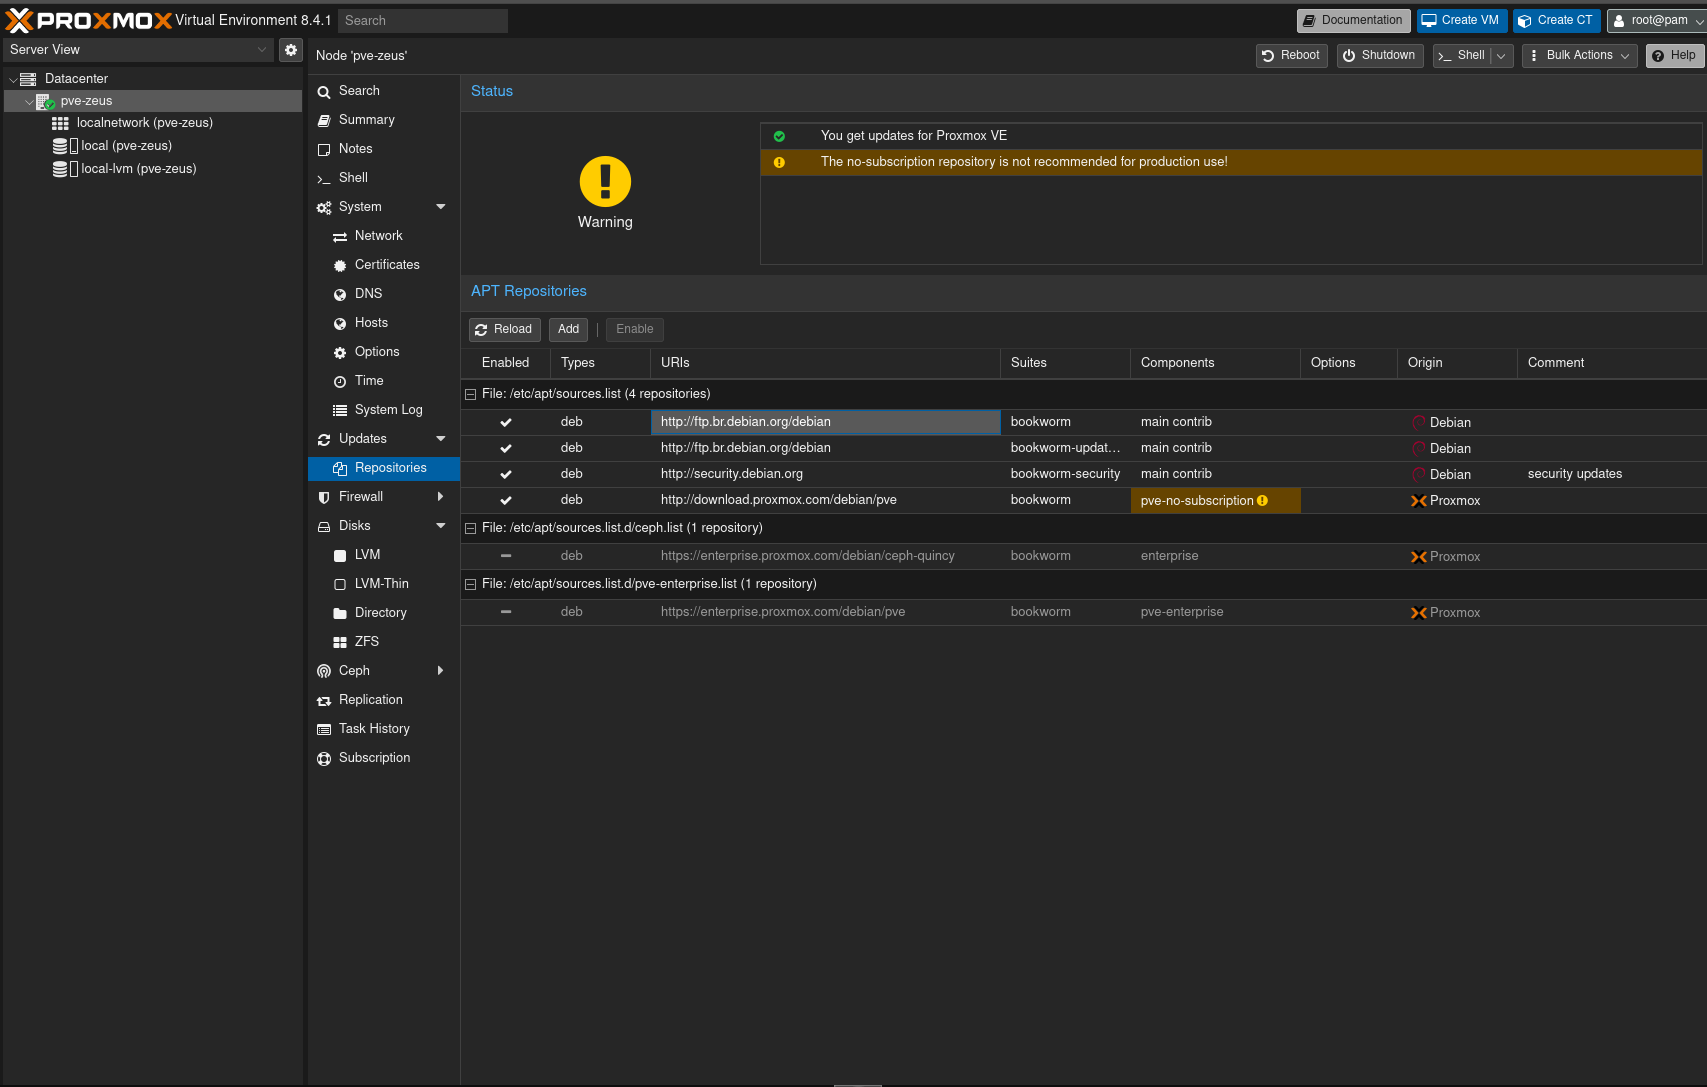 PROXMOX Virtual Environment 8.4.1 Search Documentation Create VM Create CT root@pam
Server View
Node 'pve-zeus' Reboot Shutdown Shell Bulk Actions Help
Datacenter
pve-zeus
localnetwork (pve-zeus)
local (pve-zeus)
local-lvm (pve-zeus)
Search
Summary
Notes
Shell
System
Network
Certificates
DNS
Hosts
Options
Time
System Log
Updates
Repositories
Firewall
Disks
LVM
LVM-Thin
Directory
ZFS
Ceph
Replication
Task History
Subscription
Status
Warning
You get updates for Proxmox VE
The no-subscription repository is not recommended for production use!
APT Repositories
Reload Add Enable
Enabled Types URIs Suites Components Options Origin Comment
File: /etc/apt/sources.list (4 repositories)
deb http://ftp.br.debian.org/debian bookworm main contrib Debian
deb http://ftp.br.debian.org/debian bookworm-updat... main contrib Debian
deb http://security.debian.org bookworm-security main contrib Debian security updates
deb http://download.proxmox.com/debian/pve bookworm pve-no-subscription Proxmox
File: /etc/apt/sources.list.d/ceph.list (1 repository)
deb https://enterprise.proxmox.com/debian/ceph-quincy bookworm enterprise Proxmox
File: /etc/apt/sources.list.d/pve-enterprise.list (1 repository)
deb https://enterprise.proxmox.com/debian/pve bookworm pve-enterprise Proxmox